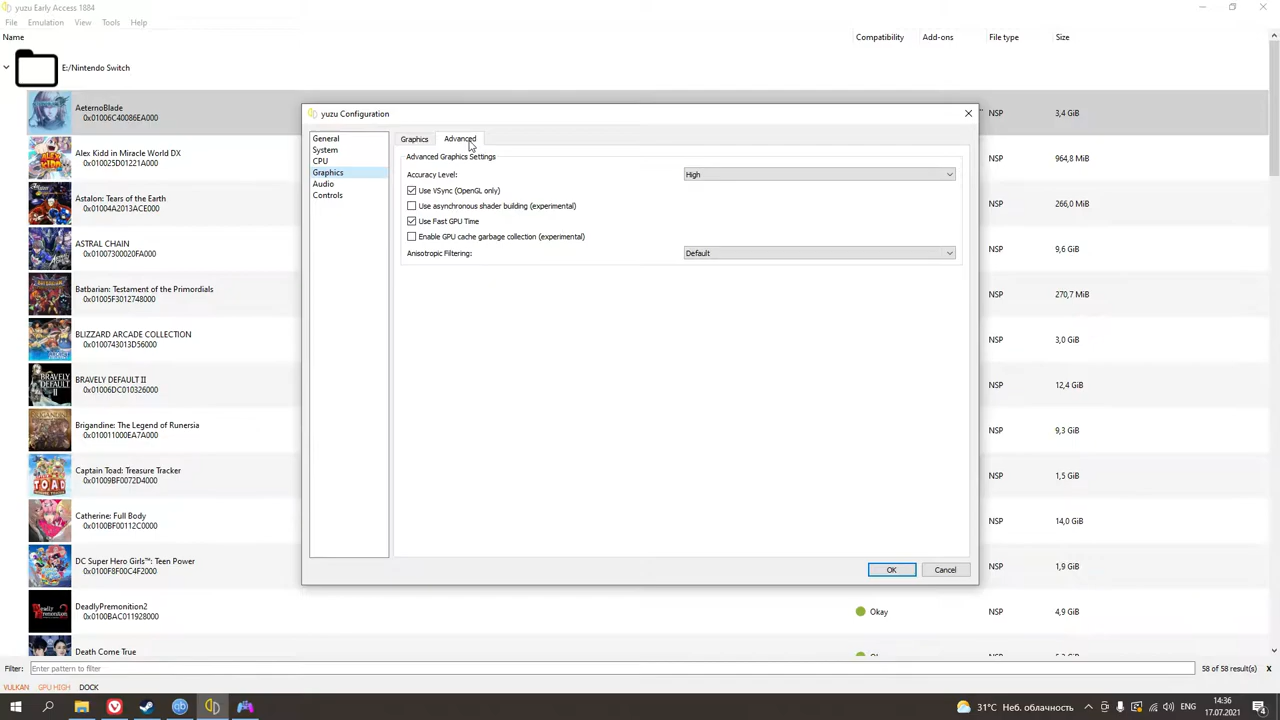 yuzu Early Access 1884
File Emulation View Tools Help
Name Compatibility Add-ons File type Size
E:/Nintendo Switch
AeternoBlade
0x01006C40086EA000
NSP 3,4 GiB
Alex Kidd in Miracle World DX
0x010025D01221A000
NSP 964,8 MiB
Astalon: Tears of the Earth
0x01004A2013ACE000
NSP 266,0 MiB
ASTRAL CHAIN
0x01007300020FA000
NSP 9,6 GiB
Batbarian: Testament of the Primordials
0x01005F3012748000
NSP 270,7 MiB
BLIZZARD ARCADE COLLECTION
0x0100743013D56000
NSP 3,0 GiB
BRAVELY DEFAULT II
0x01006DC010326000
NSP 12,4 GiB
Brigandine: The Legend of Runersia
0x010011000EA7A000
NSP 9,3 GiB
Captain Toad: Treasure Tracker
0x01009BF0072D4000
NSP 1,5 GiB
Catherine: Full Body
0x0100BF00112C0000
NSP 14,0 GiB
DC Super Hero Girls™: Teen Power
0x0100F8F00C4F2000
NSP 1,9 GiB
DeadlyPremonition2
0x0100BAC011928000
Okay NSP 4,9 GiB
Death Come True
yuzu Configuration
General
System
CPU
Graphics
Audio
Controls
Graphics Advanced
Advanced Graphics Settings
Accuracy Level: High
Use VSync (OpenGL only)
Use asynchronous shader building (experimental)
Use Fast GPU Time
Enable GPU cache garbage collection (experimental)
Anisotropic Filtering: Default
OK Cancel
Filter: Enter pattern to filter 58 of 58 result(s) X
VULKAN GPU HIGH DOCK
31°C Неб. облачность
14:36
17.07.2021